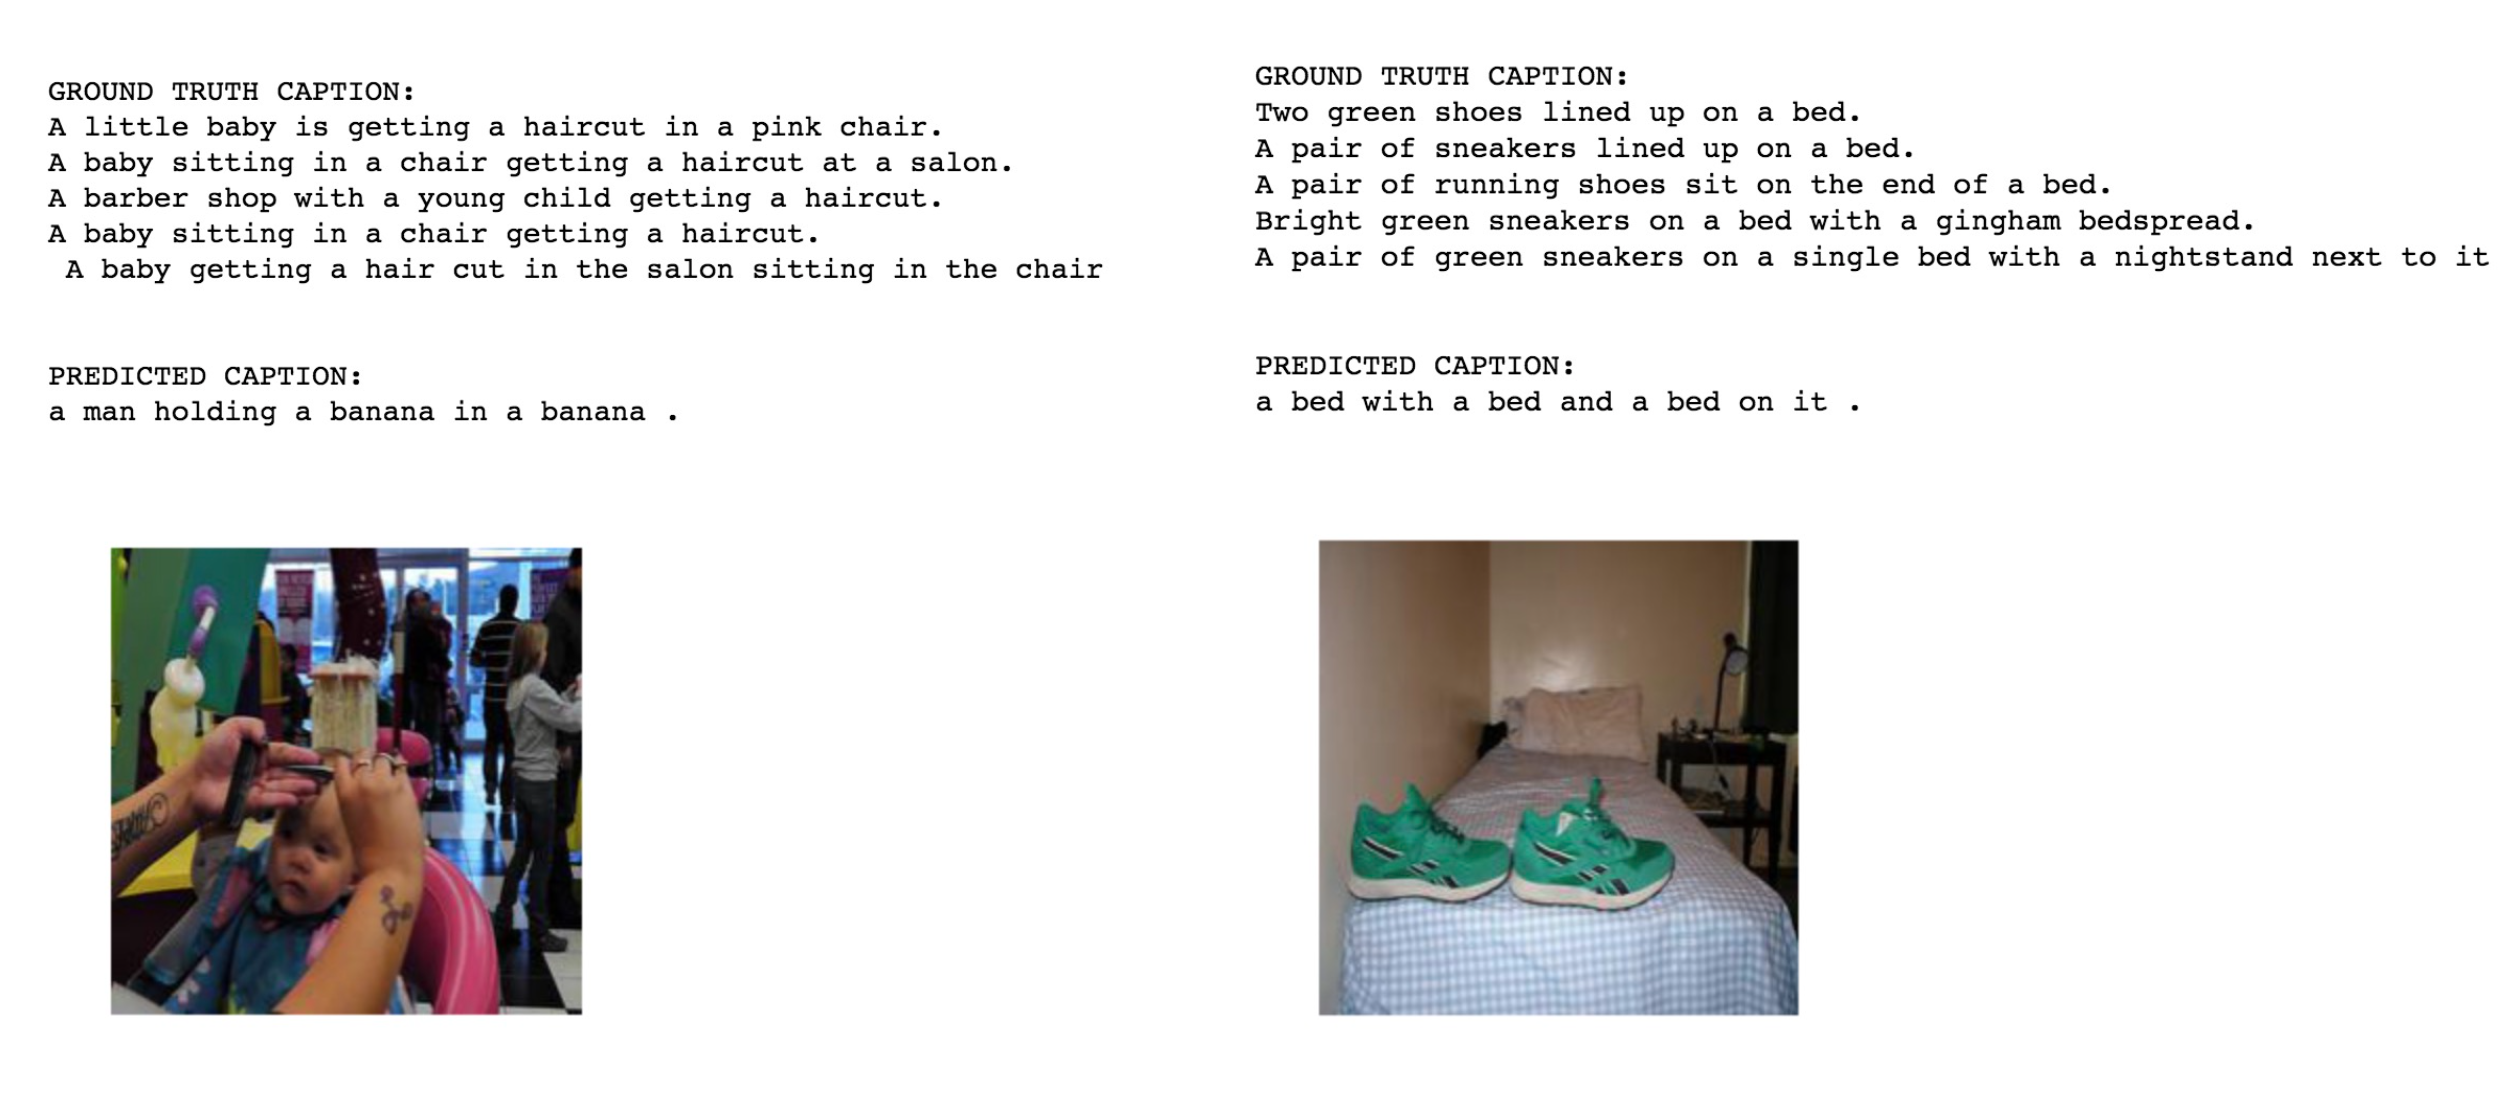 GROUND TRUTH CAPTION:
A little baby is getting a haircut in a pink chair.
A baby sitting in a chair getting a haircut at a salon.
A barber shop with a young child getting a haircut.
A baby sitting in a chair getting a haircut.
A baby getting a hair cut in the salon sitting in the chair
PREDICTED CAPTION:
a man holding a banana in a banana .
GROUND TRUTH CAPTION:
Two green shoes lined up on a bed.
A pair of sneakers lined up on a bed.
A pair of running shoes sit on the end of a bed.
Bright green sneakers on a bed with a gingham bedspread.
A pair of green sneakers on a single bed with a nightstand next to it
PREDICTED CAPTION:
a bed with a bed and a bed on it .